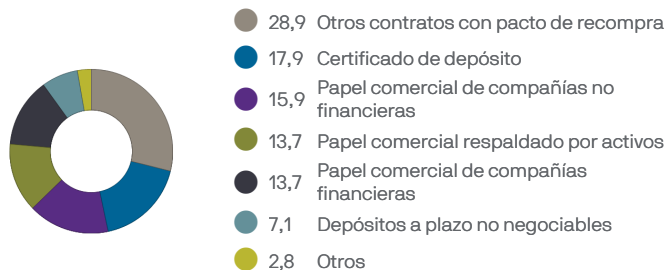 28,9 Otros contratos con pacto de recompra
17,9 Certificado de depósito
15,9 Papel comercial de compañías no
financieras
13,7 Papel comercial respaldado por activos
13,7 Papel comercial de compañías
financieras
7,1 Depósitos a plazo no negociables
2,8 Otros